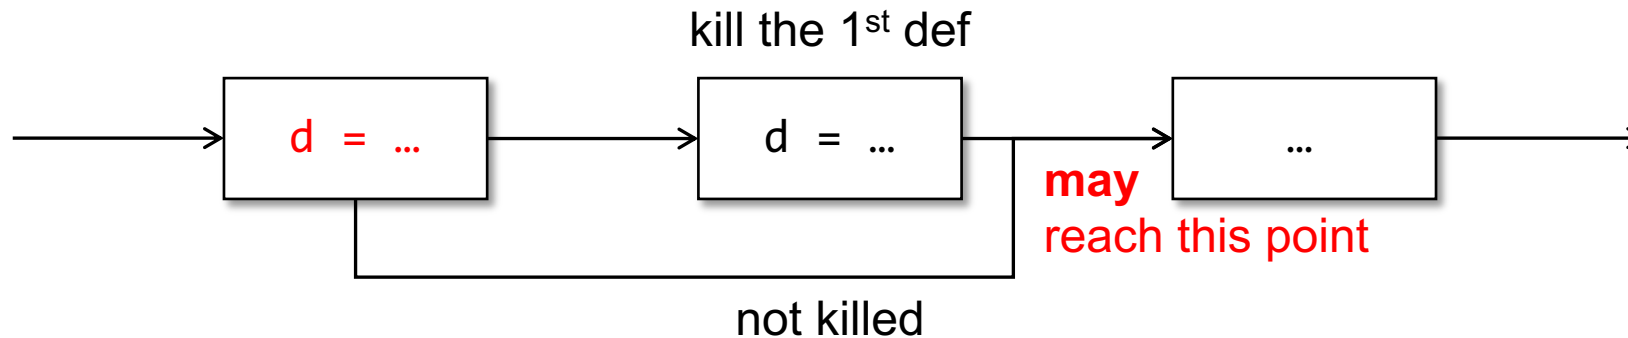 kill the 1st def
d = …
d = …
…
may
reach this point
not killed